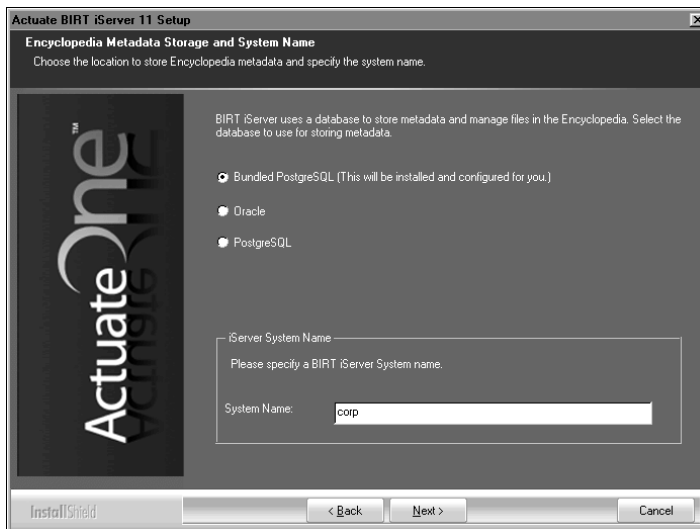 Actuate BIRT iServer 11 Setup
Encyclopedia Metadata Storage and System Name
Choose the location to store Encyclopedia metadata and specify the system name.
ActuateOne™
BIRT iServer uses a database to store metadata and manage files in the Encyclopedia. Select the
database to use for storing metadata.
Bundled PostgreSQL (This will be installed and configured for you.)
Oracle
PostgreSQL
iServer System Name
Please specify a BIRT iServer System name.
System Name:
corp
InstallShield
< Back
Next >
Cancel